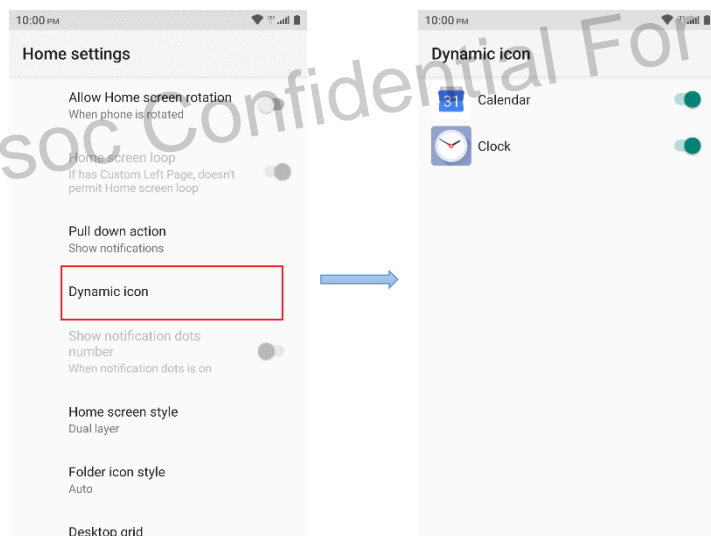 10:00 PM
Home settings
Allow Home screen rotation
When phone is rotated
Home screen loop
If has Custom Left Page, doesn't
permit Home screen loop
Pull down action
Show notifications
Dynamic icon
Show notification dots
number
When notification dots is on
Home screen style
Dual layer
Folder icon style
Auto
Desktop grid
10:00 PM
Dynamic icon
31
Calendar
Clock
soc Confidential For